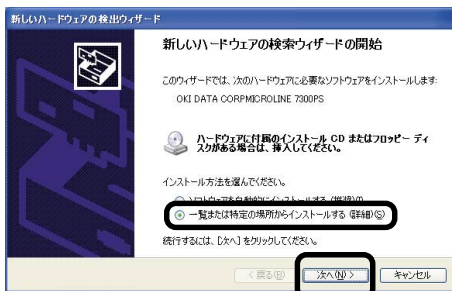 新しいハードウェアの検出ウィザード
新しいハードウェアの検索ウィザードの開始
このウィザードでは、次のハードウェアに必要なソフトウェアをインストールします:
OKI DATA CORPMICROLINE 7300PS
ハードウェアに付属のインストール CD またはフロッピー ディ
スクがある場合は、挿入してください。
インストール方法を選んでください。
ソフトウェアを自動的にインストールする (推奨)(I)
一覧または特定の場所からインストールする (詳細)(S)
続行するには、[次へ] をクリックしてください。
< 戻る(B)
次へ(N) >
キャンセル